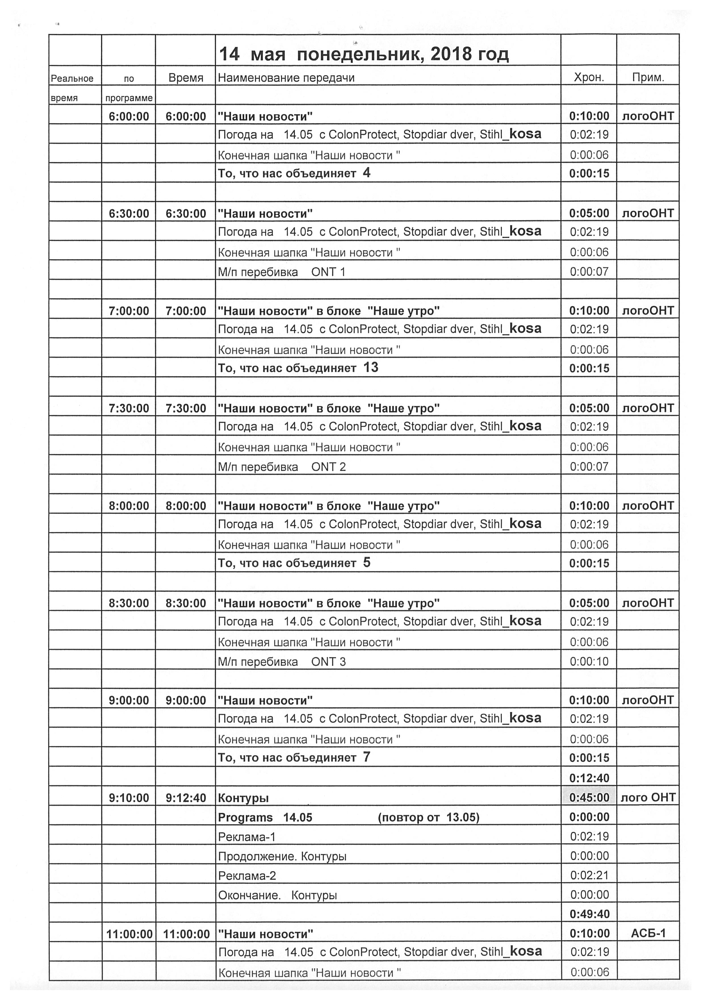 14 мая понедельник, 2018 год
Реальное по Время Наименование передачи Хрон. Прим.
время программе
6:00:00 6:00:00 "Наши новости" 0:10:00 логоОНТ
Погода на 14.05 с ColonProtect, Stopdiar dver, Stihl_kosa 0:02:19
Конечная шапка "Наши новости " 0:00:06
То, что нас объединяет 4 0:00:15
6:30:00 6:30:00 "Наши новости" 0:05:00 логоОНТ
Погода на 14.05 с ColonProtect, Stopdiar dver, Stihl_kosa 0:02:19
Конечная шапка "Наши новости " 0:00:06
М/п перебивка ONT 1 0:00:07
7:00:00 7:00:00 "Наши новости" в блоке "Наше утро" 0:10:00 логоОНТ
Погода на 14.05 с ColonProtect, Stopdiar dver, Stihl_kosa 0:02:19
Конечная шапка "Наши новости " 0:00:06
То, что нас объединяет 13 0:00:15
7:30:00 7:30:00 "Наши новости" в блоке "Наше утро" 0:05:00 логоОНТ
Погода на 14.05 с ColonProtect, Stopdiar dver, Stihl_kosa 0:02:19
Конечная шапка "Наши новости " 0:00:06
М/п перебивка ONT 2 0:00:07
8:00:00 8:00:00 "Наши новости" в блоке "Наше утро" 0:10:00 логоОНТ
Погода на 14.05 с ColonProtect, Stopdiar dver, Stihl_kosa 0:02:19
Конечная шапка "Наши новости " 0:00:06
То, что нас объединяет 5 0:00:15
8:30:00 8:30:00 "Наши новости" в блоке "Наше утро" 0:05:00 логоОНТ
Погода на 14.05 с ColonProtect, Stopdiar dver, Stihl_kosa 0:02:19
Конечная шапка "Наши новости " 0:00:06
М/п перебивка ONT 3 0:00:10
9:00:00 9:00:00 "Наши новости" 0:10:00 логоОНТ
Погода на 14.05 с ColonProtect, Stopdiar dver, Stihl_kosa 0:02:19
Конечная шапка "Наши новости " 0:00:06
То, что нас объединяет 7 0:00:15
0:12:40
9:10:00 9:12:40 Контуры 0:45:00 лого ОНТ
Programs 14.05 (повтор от 13.05) 0:00:00
Реклама-1 0:02:19
Продолжение. Контуры 0:00:00
Реклама-2 0:02:21
Окончание. Контуры 0:00:00
0:49:40
11:00:00 11:00:00 "Наши новости" 0:10:00 АСБ-1
Погода на 14.05 с ColonProtect, Stopdiar dver, Stihl_kosa 0:02:19
Конечная шапка "Наши новости " 0:00:06